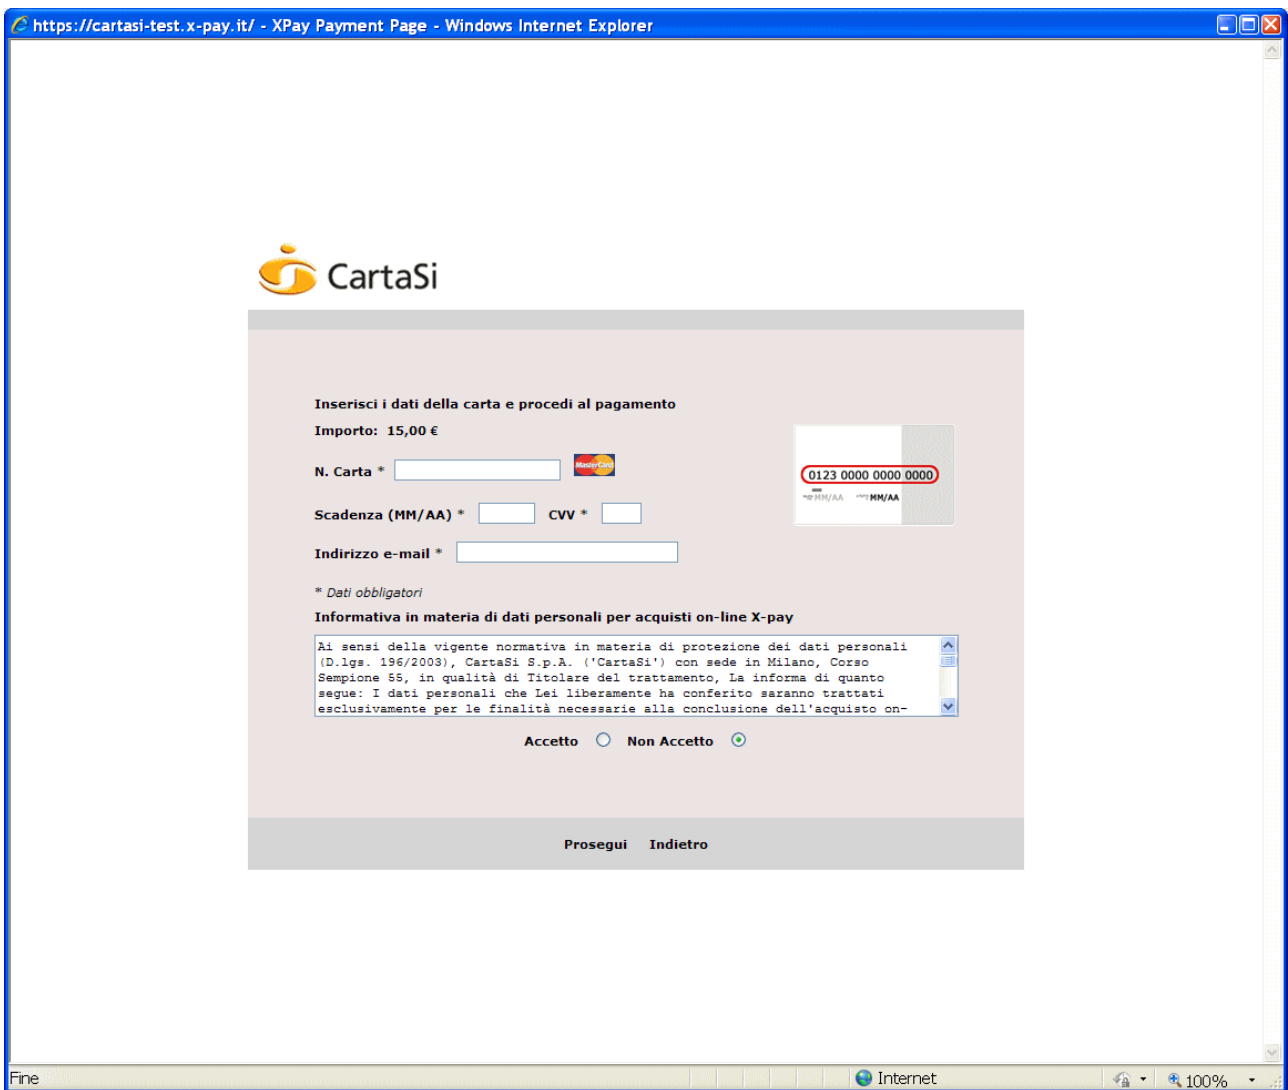 https://cartasi-test.x-pay.it/ - XPay Payment Page - Windows Internet Explorer
CartaSi
Inserisci i dati della carta e procedi al pagamento
Importo: 15,00 €
N. Carta *
MasterCard
0123 0000 0000 0000
MM/AA MM/AA
Scadenza (MM/AA) * CVV *
Indirizzo e-mail *
* Dati obbligatori
Informativa in materia di dati personali per acquisti on-line X-pay
Ai sensi della vigente normativa in materia di protezione dei dati personali
(D.lgs. 196/2003), CartaSi S.p.A. ('CartaSi') con sede in Milano, Corso
Sempione 55, in qualità di Titolare del trattamento, La informa di quanto
segue: I dati personali che Lei liberamente ha conferito saranno trattati
esclusivamente per le finalità necessarie alla conclusione dell'acquisto on-
Accetto Non Accetto
Prosegui Indietro
Fine Internet 100%